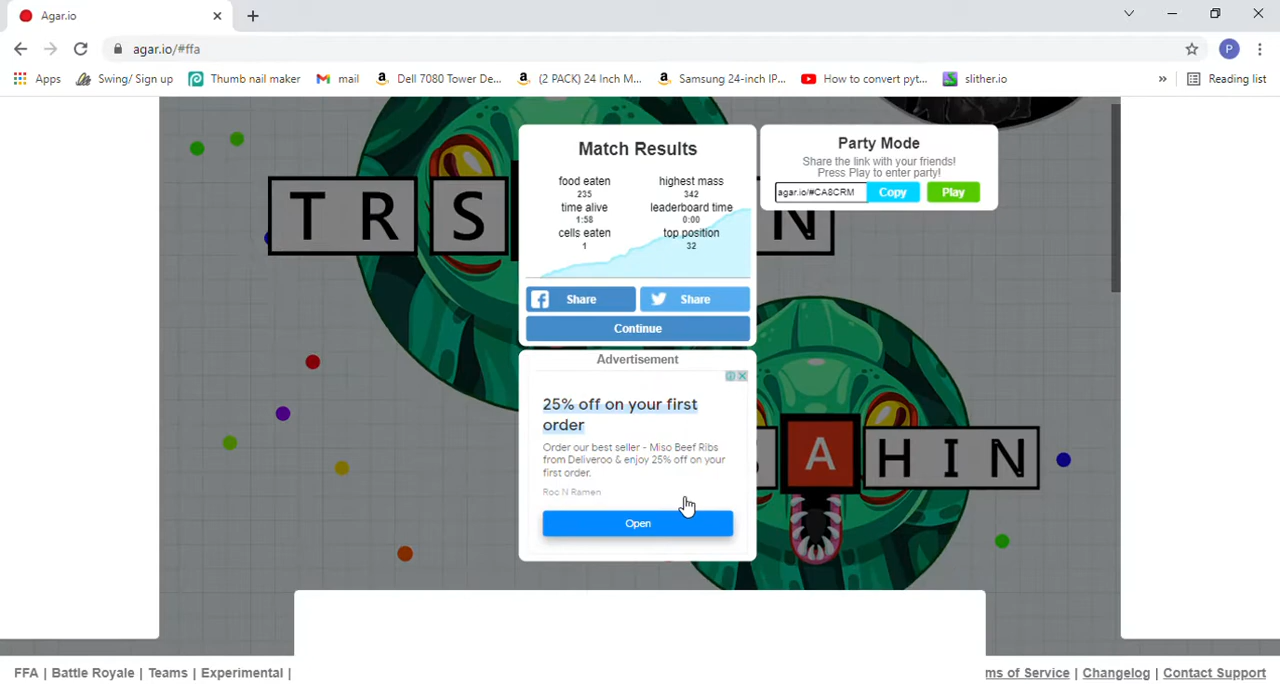 Agar.io
agar.io/#ffa
P
Apps Swing/ Sign up Thumb nail maker mail Dell 7080 Tower De... (2 PACK) 24 Inch M... Samsung 24-inch IP... How to convert pyt... slither.io » Reading list
Match Results
food eaten highest mass
235 342
time alive leaderboard time
1:58 0:00
cells eaten top position
1 32
Share Share
Continue
Party Mode
Share the link with your friends!
Press Play to enter party!
agar.io/#CA8CRM Copy Play
T R S N
Advertisement
25% off on your first
order
Order our best seller - Miso Beef Ribs
from Deliveroo & enjoy 25% off on your
first order.
Roc N Ramen
Open
A H I N
FFA | Battle Royale | Teams | Experimental |
ms of Service | Changelog | Contact Support